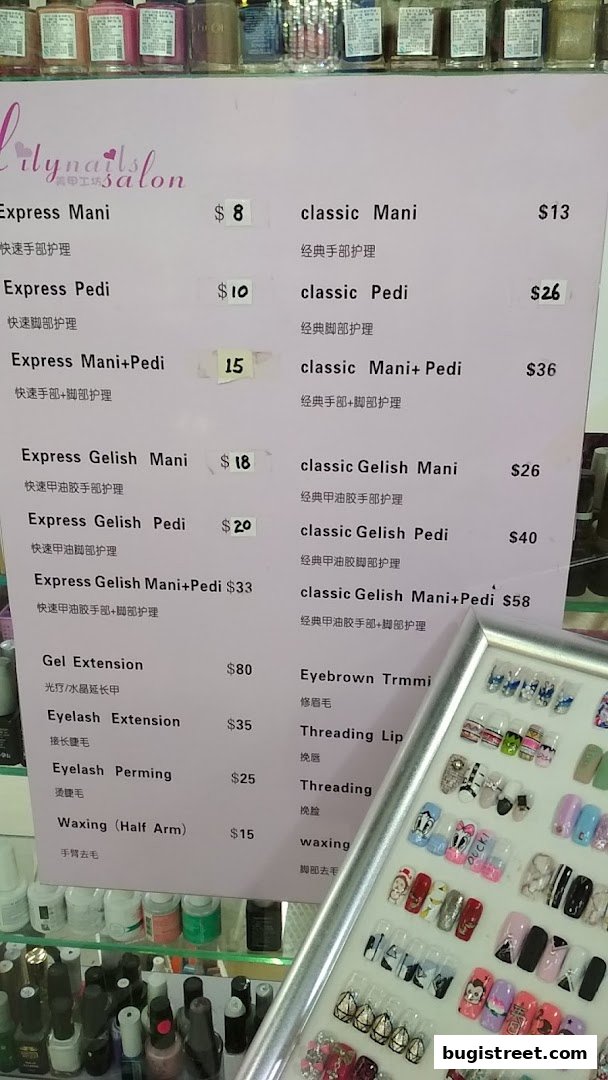 Lilynails
美甲工坊 salon
Express Mani $8
快速手部护理
Express Pedi $10
快速脚部护理
Express Mani+Pedi 15
快速手部+脚部护理
Express Gelish Mani $18
快速甲油胶手部护理
Express Gelish Pedi $20
快速甲油脚部护理
Express Gelish Mani+Pedi $33
快速甲油胶手部+脚部护理
Gel Extension $80
光疗/水晶延长甲
Eyelash Extension $35
接长睫毛
Eyelash Perming $25
烫睫毛
Waxing (Half Arm) $15
手臂去毛
classic Mani $13
经典手部护理
classic Pedi $26
经典脚部护理
classic Mani+Pedi $36
经典手部+脚部护理
classic Gelish Mani $26
经典甲油胶手部护理
classic Gelish Pedi $40
经典甲油胶脚部护理
classic Gelish Mani+Pedi $58
经典甲油胶手部+脚部护理
Eyebrown Trmmi
修眉毛
Threading Lip
挽唇
Threading
挽脸
waxing
脚部去毛
bugistreet.com